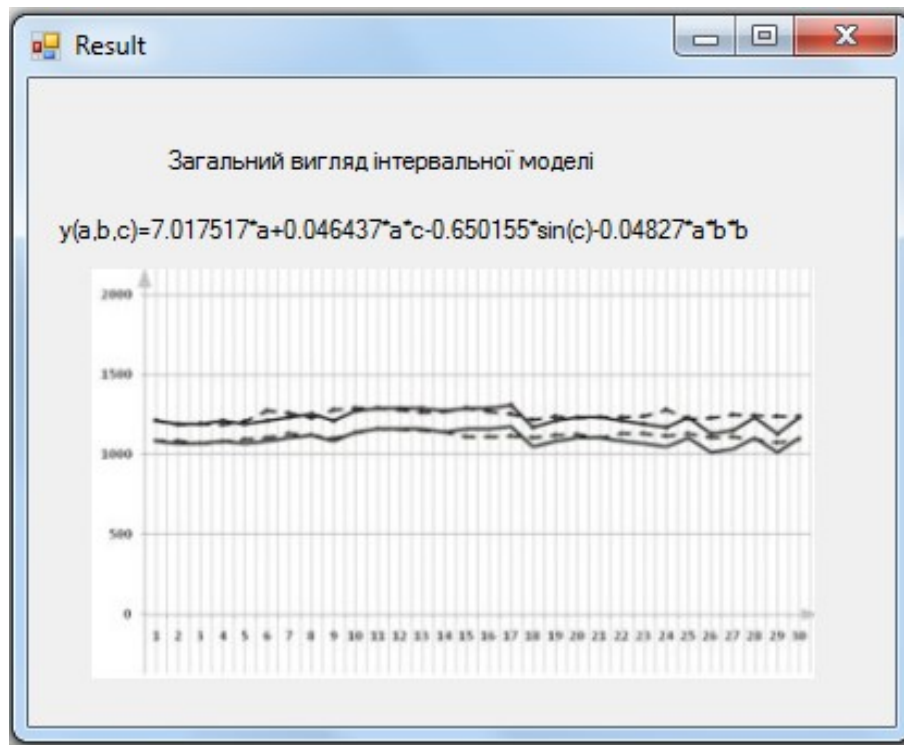 Result
Загальний вигляд інтервальної моделі
y(a,b,c)=7.017517*a+0.046437*a*c-0.650155*sin(c)-0.04827*a*b*b
2000
1500
1000
500
0
1 2 3 4 5 6 7 8 9 10 11 12 13 14 15 16 17 18 19 20 21 22 23 24 25 26 27 28 29 30